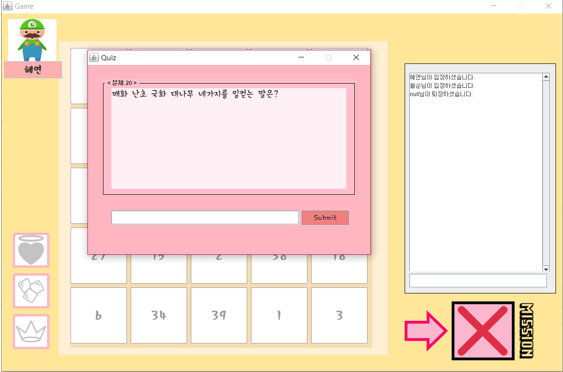 Game
혜연
Quiz
< 문제 20 >
매화 난초 국화 대나무 네가지를 일컫는 말은?
Submit
혜연님이 입장하셨습니다.
필순님이 입장하셨습니다.
null님이 퇴장하셨습니다.
27 15 2 38 18
6 34 39 1 3
MISSION